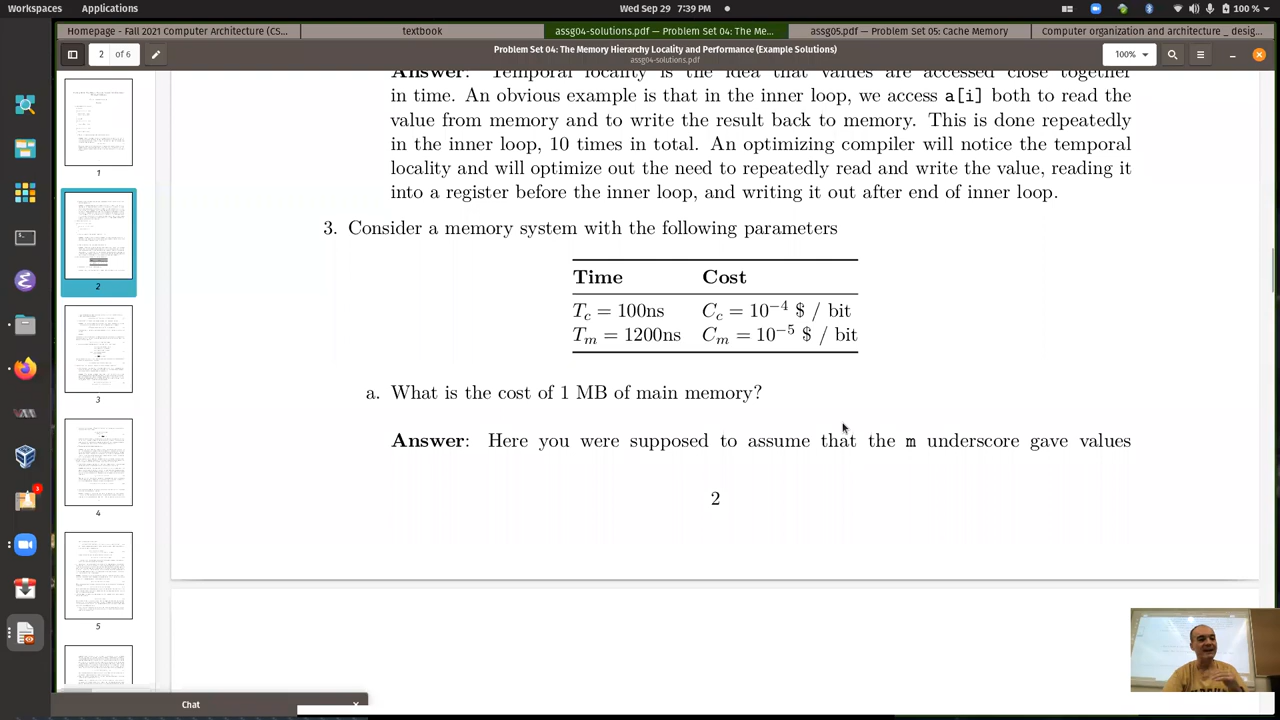 Workspaces Applications Wed Sep 29 7:39 PM 100 %
Homepage - Fall 2021 Computer Architecture (CS... textbook assg04-solutions.pdf — Problem Set 04: The Me... assg05.pdf — Problem Set 05: Cache Memory Computer organization and architecture _ desig...
2 of 6 Problem Set 04: The Memory Hierarchy Locality and Performance (Example Solutions) 100%
assg04-solutions.pdf
Answer: Temporal locality is the idea that values are accessed close together
in time. An obvious example is that in the inner loop, we access
value from memory and to write the result back to memory. This is done repeatedly
in the inner loop, 10 times in total. An optimizing compiler will notice the temporal
locality and will optimize out the need to repeatedly read and write the value, reading it
into a register before the inner loop, and writing it out after end of inner loop.
3. Consider a memory system with the following parameters
Time Cost
T_c = 100ns C_c = 10^−4 $ / bit
T_m = 1200ns C_m = 10^−5 $ / bit
a. What is the cost of 1 MB of main memory?
Answer: Here you were supposed to assume that the m underscore gave values
2
1
2
3
4
5
3
Chat ×